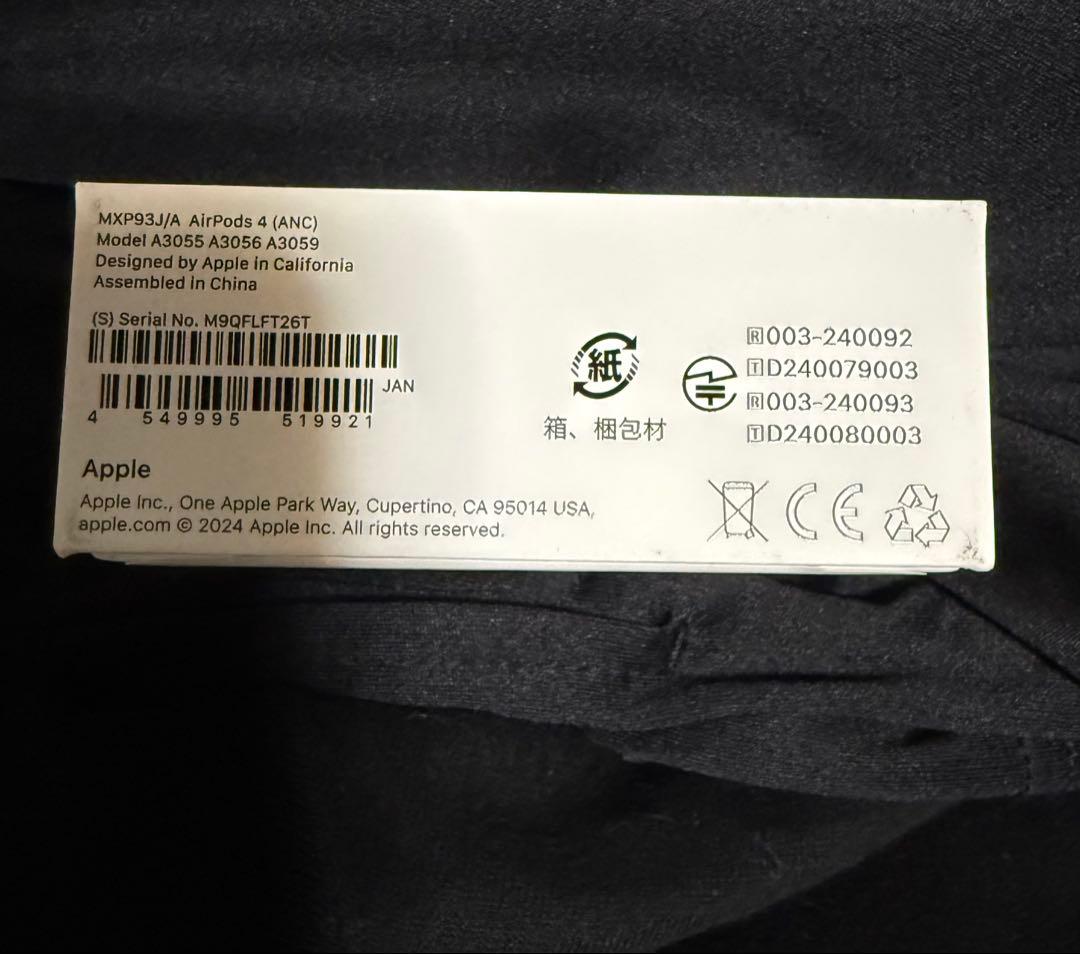 MXP93J/A AirPods 4 (ANC)
Model A3055 A3056 A3059
Designed by Apple in California
Assembled in China
(S) Serial No. M9QFLFT26T
JAN
4 549995 519921
Apple
Apple Inc., One Apple Park Way, Cupertino, CA 95014 USA,
apple.com © 2024 Apple Inc. All rights reserved.
紙
箱、梱包材
R003-240092
TD240079003
R003-240093
TD240080003
CE